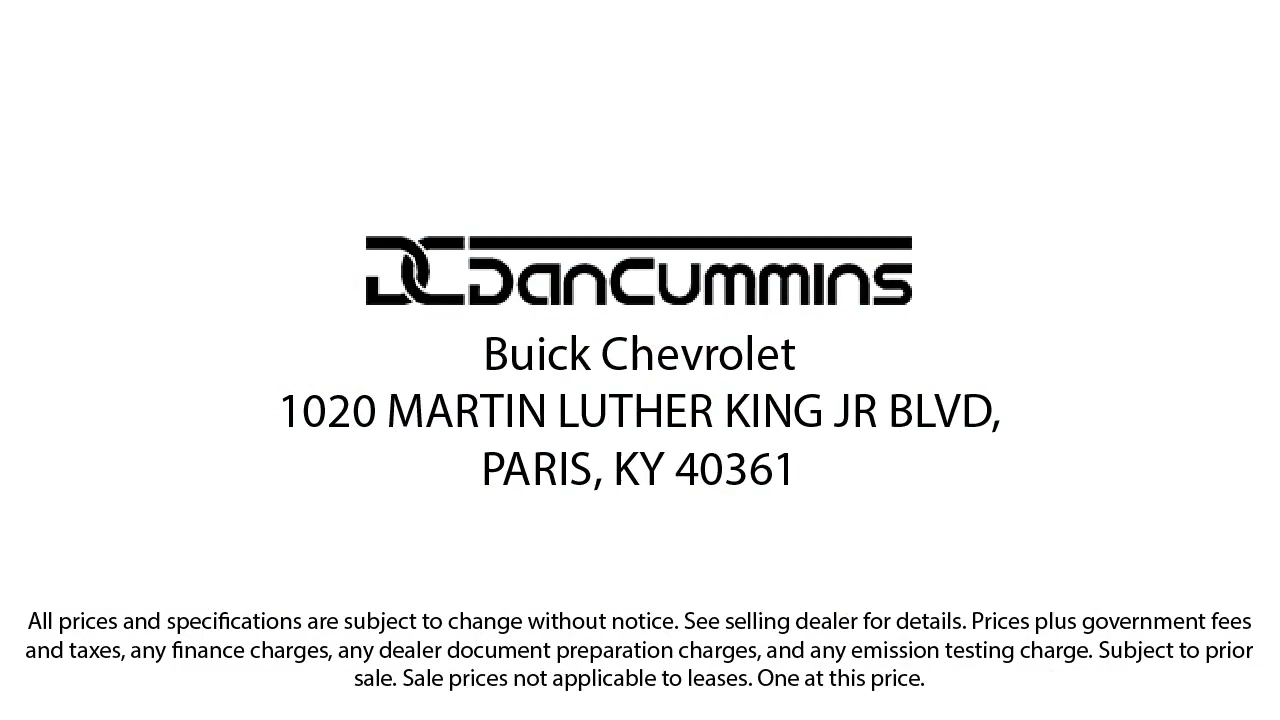 DC DanCummins
Buick Chevrolet
1020 MARTIN LUTHER KING JR BLVD,
PARIS, KY 40361
All prices and specifications are subject to change without notice. See selling dealer for details. Prices plus government fees
and taxes, any finance charges, any dealer document preparation charges, and any emission testing charge. Subject to prior
sale. Sale prices not applicable to leases. One at this price.